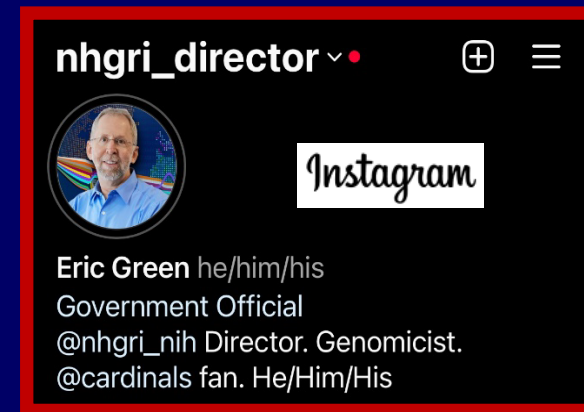 nhgri_director
Instagram
Eric Green he/him/his
Government Official
@nhgri_nih Director. Genomicist.
@cardinals fan. He/Him/His